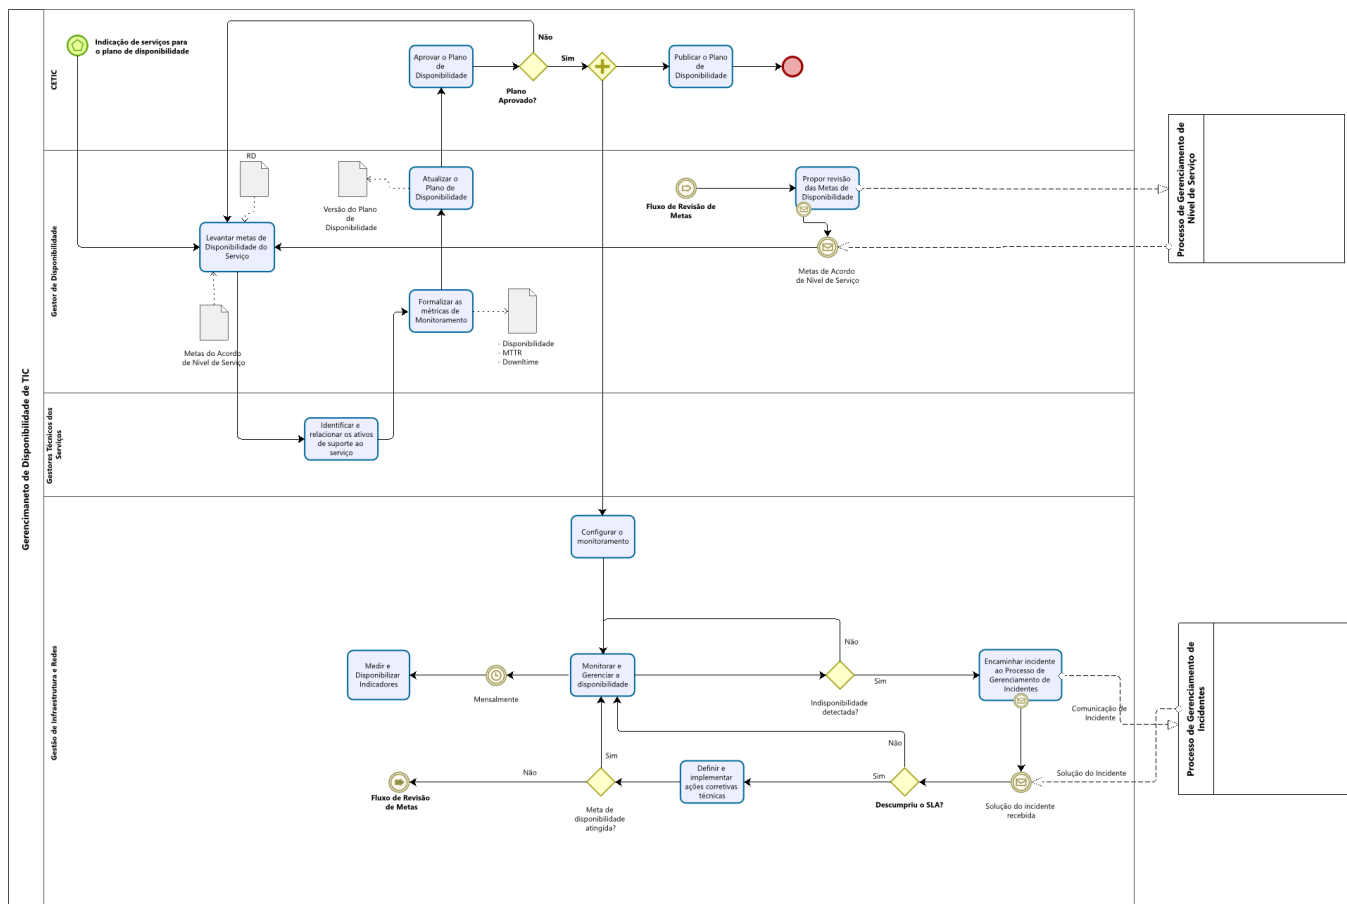 Gerencimaneto de Disponibilidade de TIC
CETIC
Indicação de serviços para
o plano de disponibilidade
Aprovar o Plano
de
Disponibilidade
Não
Sim
Plano
Aprovado?
Publicar o Plano
de
Disponibilidade
Gestor de Disponibilidade
RD
Levantar metas de
Disponibilidade do
Serviço
Metas do Acordo
de Nível de Serviço
Versão do Plano
de
Disponibilidade
Atualizar o
Plano de
Disponibilidade
Formalizar as
métricas de
Monitoramento
- Disponibilidade
- MTTR
- Downltime
Fluxo de Revisão de
Metas
Propor revisão
das Metas de
Disponibilidade
Metas de Acordo
de Nível de Serviço
Processo de Gerenciamento de
Nível de Serviço
Gestores Técnicos dos
Serviços
Identificar e
relacionar os ativos
de suporte ao
serviço
Gestão de Infraestrutura e Redes
Configurar o
monitoramento
Medir e
Disponibilizar
Indicadores
Mensalmente
Monitorar e
Gerenciar a
disponibilidade
Não
Sim
Indisponibilidade
detectada?
Encaminhar incidente
ao Processo de
Gerenciamento de
Incidentes
Comunicação de
Incidente
Solução do Incidente
Solução do incidente
recebida
Não
Sim
Descumpriu o SLA?
Definir e
implementar
ações corretivas
técnicas
Sim
Não
Meta de
disponibilidade
atingida?
Fluxo de Revisão
de Metas
Processo de Gerenciamento de
Incidentes